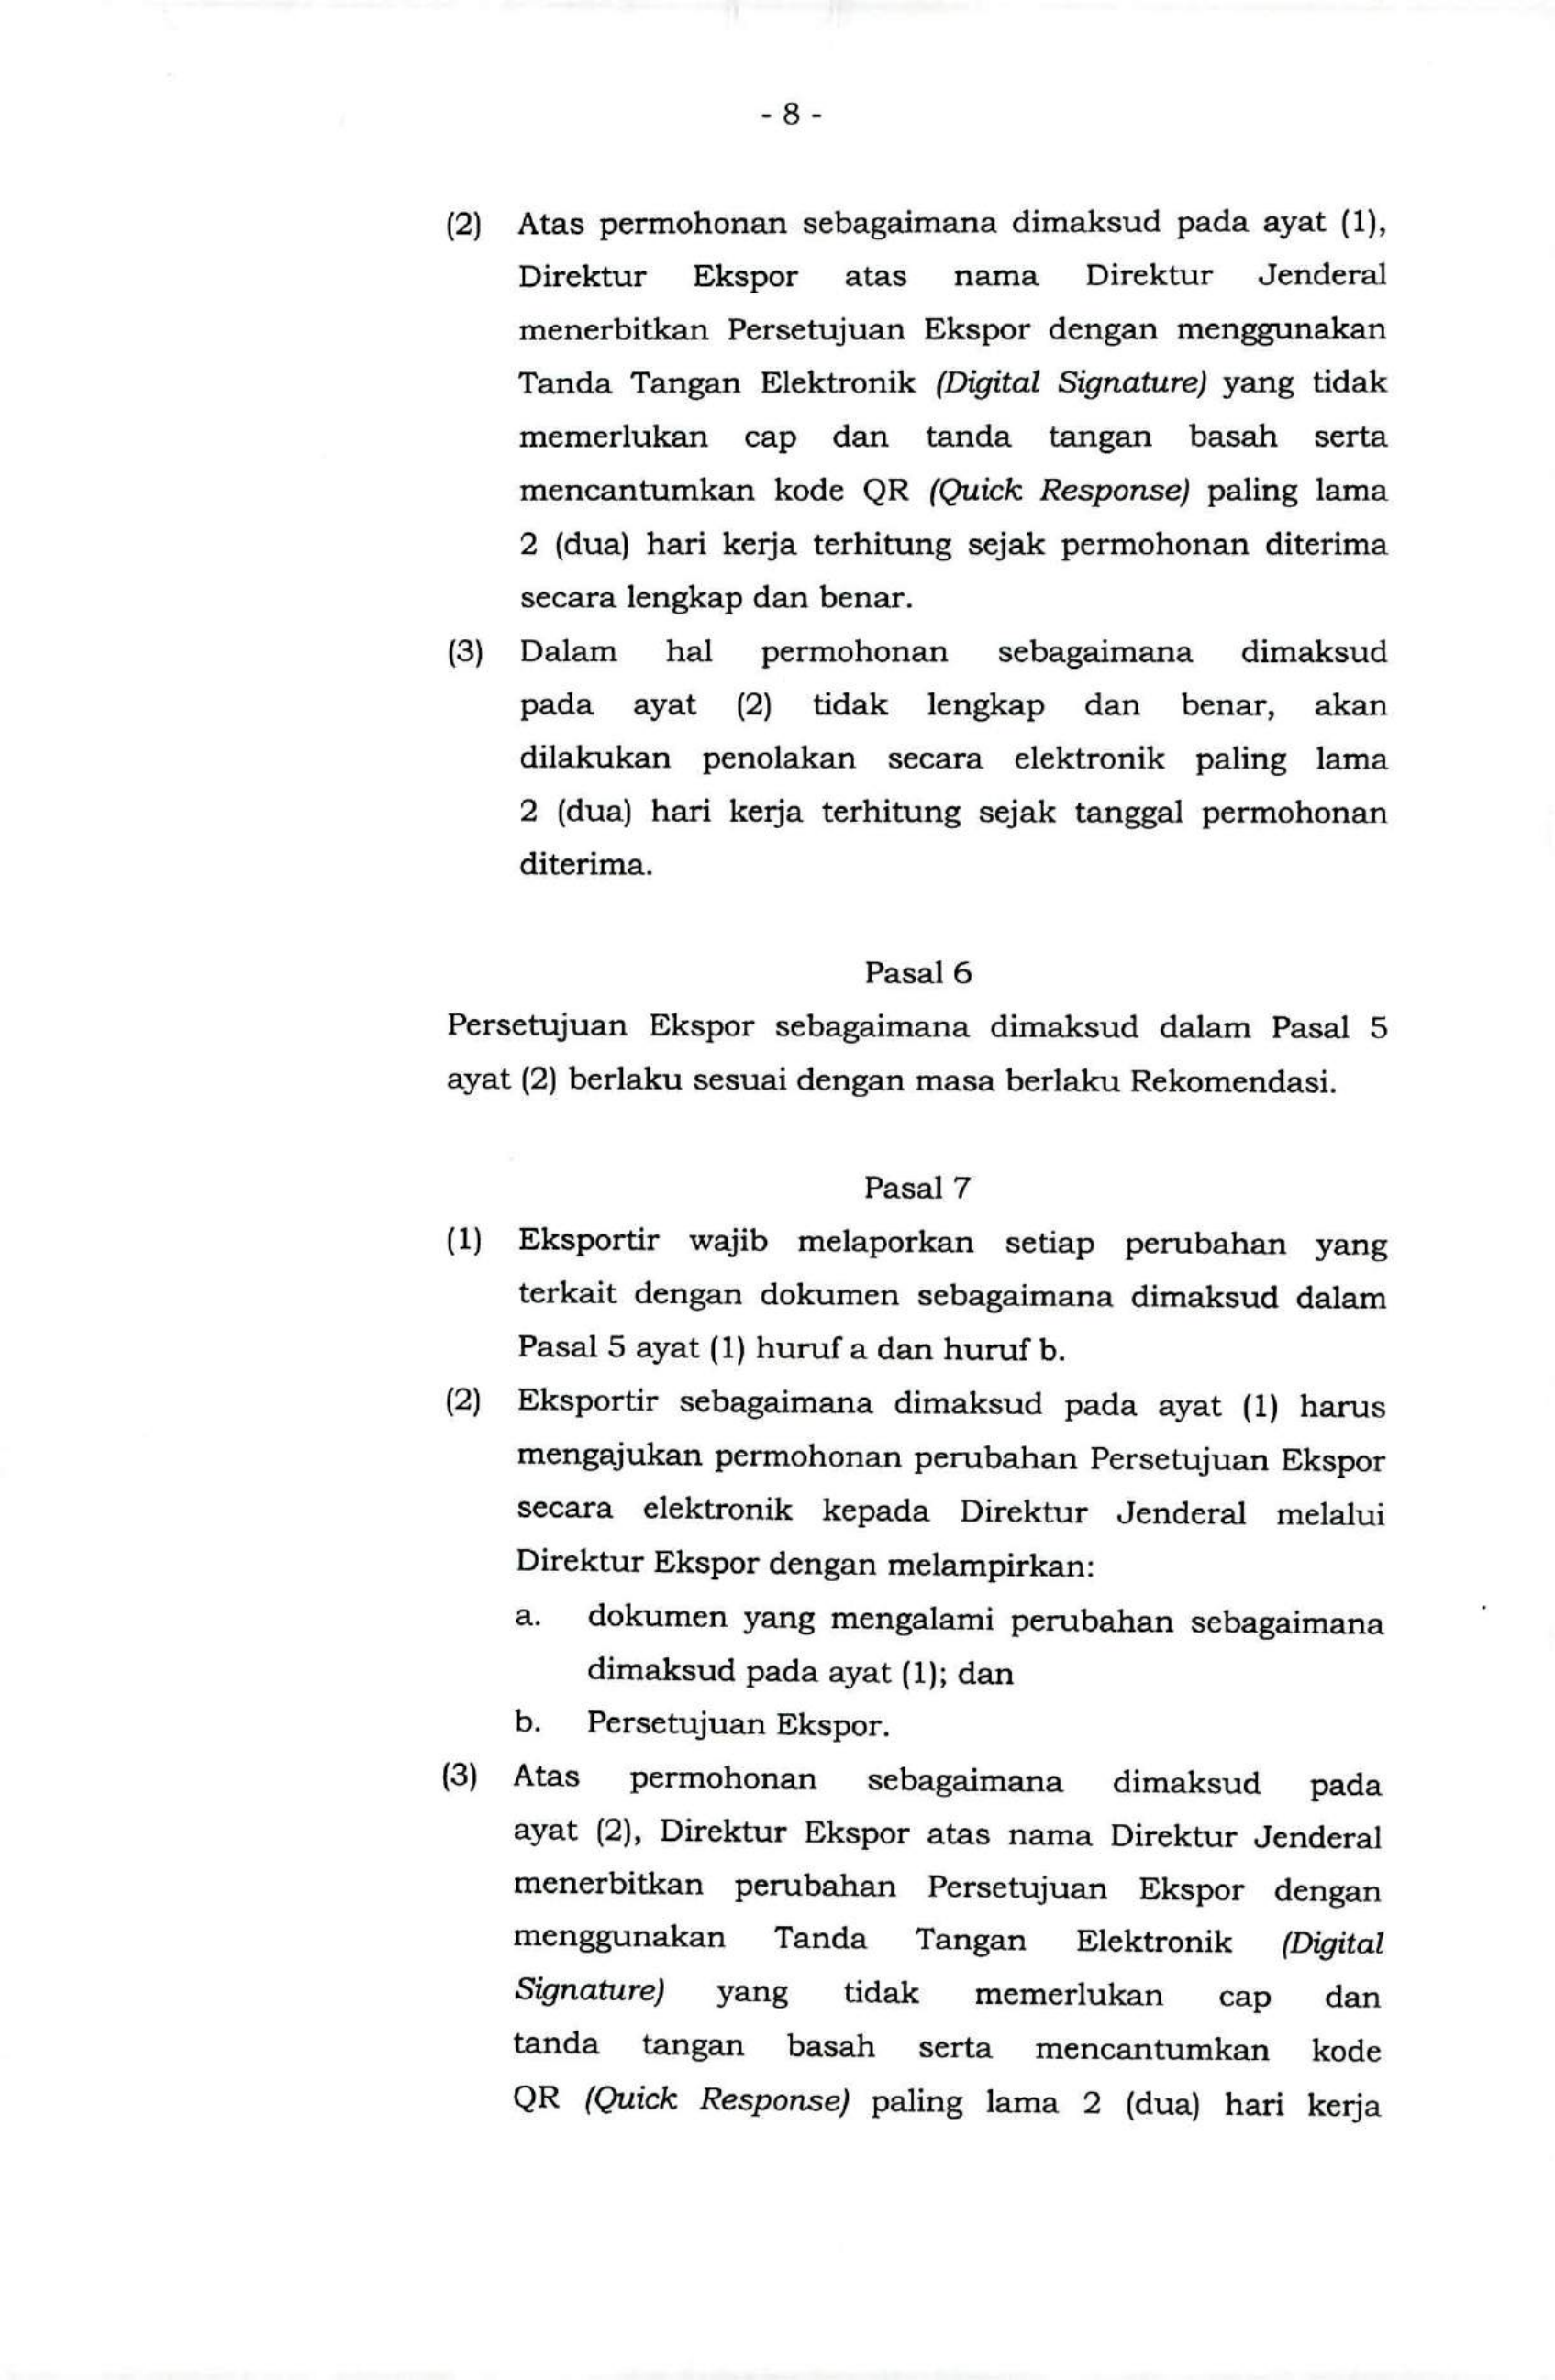 - 8 -
(2) Atas permohonan sebagaimana dimaksud pada ayat (1),
Direktur Ekspor atas nama Direktur Jenderal
menerbitkan Persetujuan Ekspor dengan menggunakan
Tanda Tangan Elektronik (Digital Signature) yang tidak
memerlukan cap dan tanda tangan basah serta
mencantumkan kode QR (Quick Response) paling lama
2 (dua) hari kerja terhitung sejak permohonan diterima
secara lengkap dan benar.
(3) Dalam hal permohonan sebagaimana dimaksud
pada ayat (2) tidak lengkap dan benar, akan
dilakukan penolakan secara elektronik paling lama
2 (dua) hari kerja terhitung sejak tanggal permohonan
diterima.
Pasal 6
Persetujuan Ekspor sebagaimana dimaksud dalam Pasal 5
ayat (2) berlaku sesuai dengan masa berlaku Rekomendasi.
Pasal 7
(1) Eksportir wajib melaporkan setiap perubahan yang
terkait dengan dokumen sebagaimana dimaksud dalam
Pasal 5 ayat (1) huruf a dan huruf b.
(2) Eksportir sebagaimana dimaksud pada ayat (1) harus
mengajukan permohonan perubahan Persetujuan Ekspor
secara elektronik kepada Direktur Jenderal melalui
Direktur Ekspor dengan melampirkan:
a. dokumen yang mengalami perubahan sebagaimana
dimaksud pada ayat (1); dan
b. Persetujuan Ekspor.
(3) Atas permohonan sebagaimana dimaksud pada
ayat (2), Direktur Ekspor atas nama Direktur Jenderal
menerbitkan perubahan Persetujuan Ekspor dengan
menggunakan Tanda Tangan Elektronik (Digital
Signature) yang tidak memerlukan cap dan
tanda tangan basah serta mencantumkan kode
QR (Quick Response) paling lama 2 (dua) hari kerja